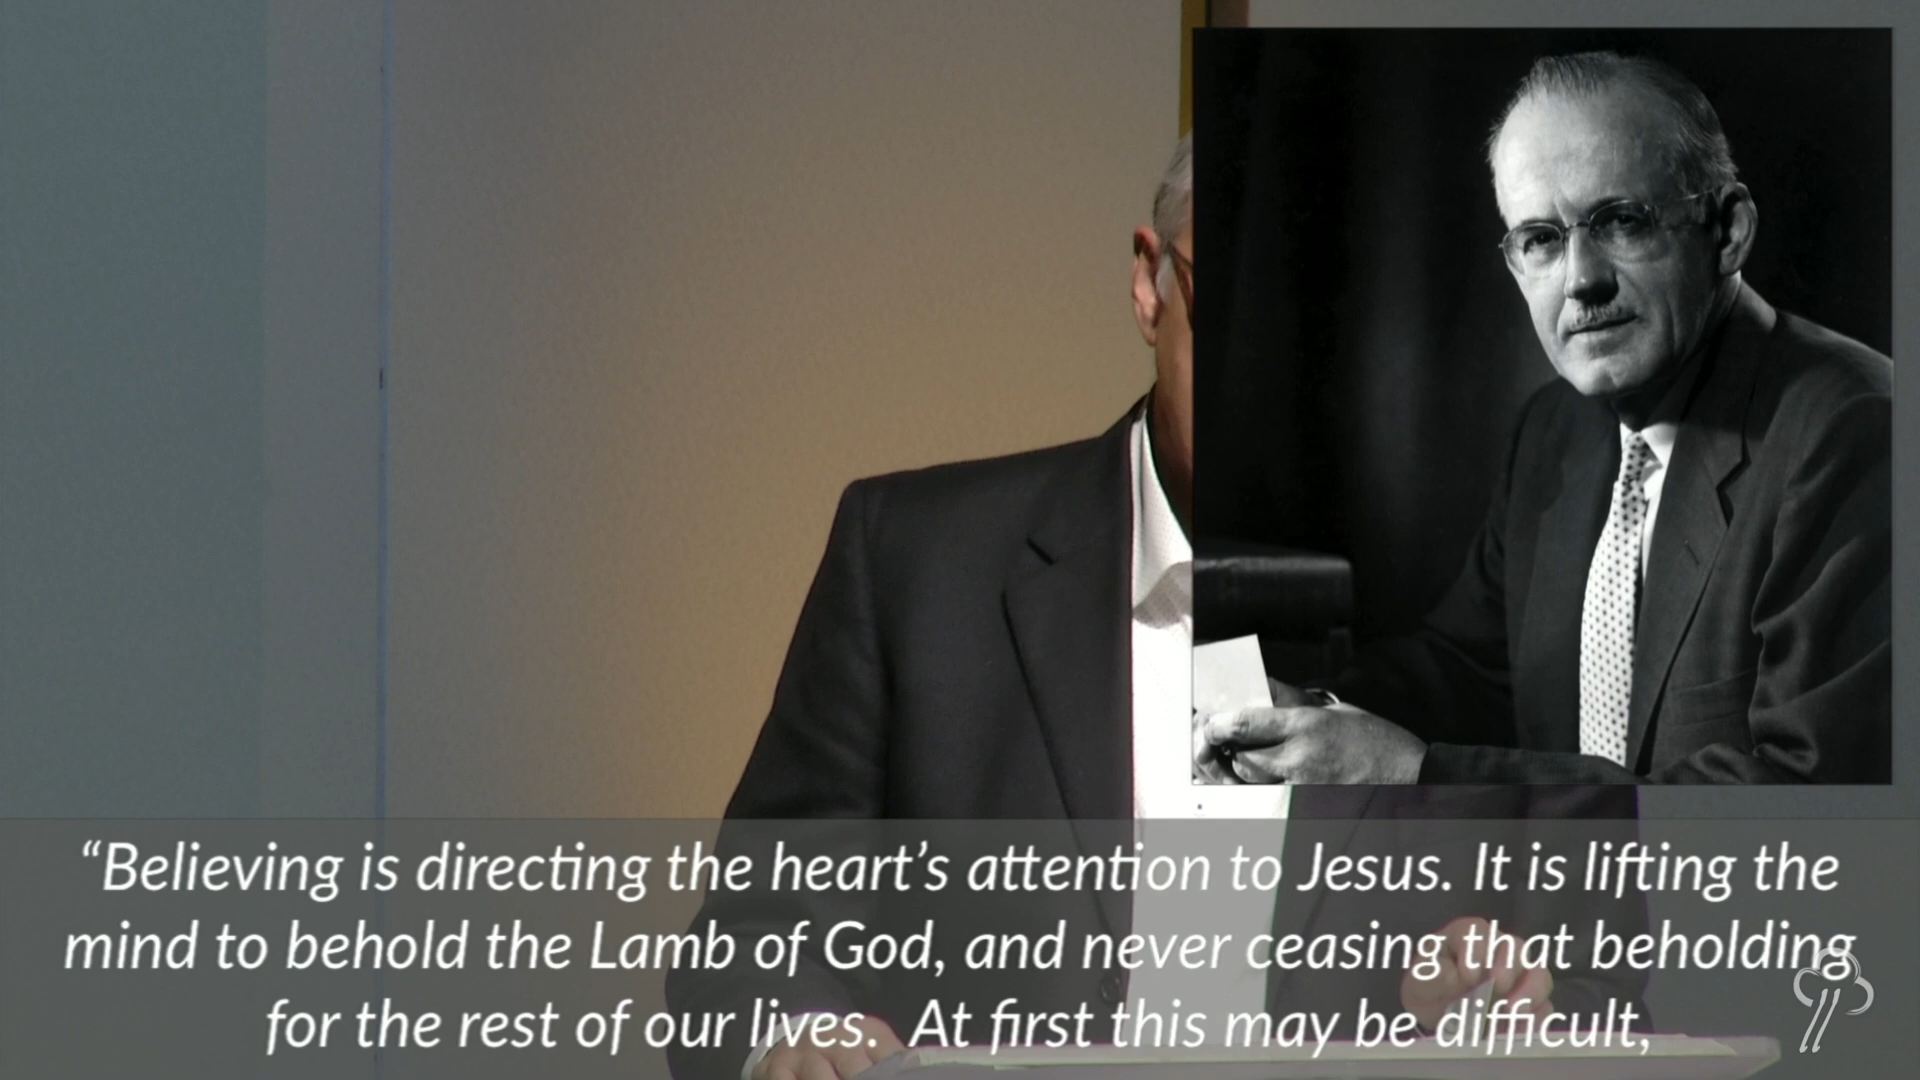 “Believing is directing the heart’s attention to Jesus. It is lifting the
mind to behold the Lamb of God, and never ceasing that beholding
for the rest of our lives.  At first this may be difficult,